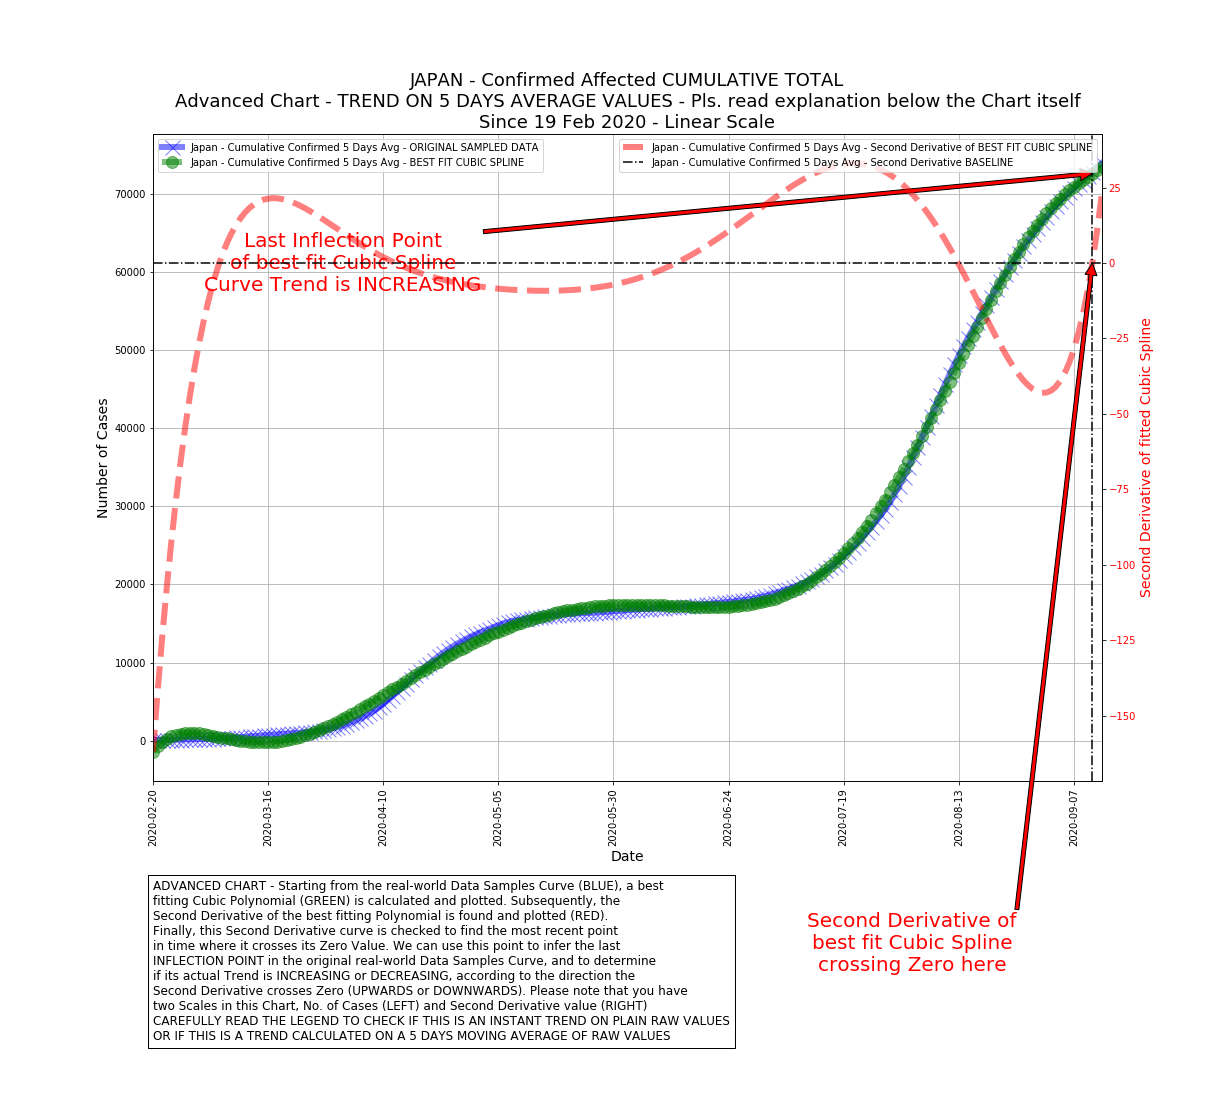 JAPAN - Confirmed Affected CUMULATIVE TOTAL
Advanced Chart - TREND ON 5 DAYS AVERAGE VALUES - Pls. read explanation below the Chart itself
Since 19 Feb 2020 - Linear Scale
Japan - Cumulative Confirmed 5 Days Avg - ORIGINAL SAMPLED DATA
Japan - Cumulative Confirmed 5 Days Avg - BEST FIT CUBIC SPLINE
Japan - Cumulative Confirmed 5 Days Avg - Second Derivative of BEST FIT CUBIC SPLINE
Japan - Cumulative Confirmed 5 Days Avg - Second Derivative BASELINE
Last Inflection Point
of best fit Cubic Spline
Curve Trend is INCREASING
Number of Cases
70000
60000
50000
40000
30000
20000
10000
0
25
0
−25
−50
−75
−100
−125
−150
Second Derivative of fitted Cubic Spline
2020-02-20
2020-03-16
2020-04-10
2020-05-05
2020-05-30
2020-06-24
2020-07-19
2020-08-13
2020-09-07
Date
ADVANCED CHART - Starting from the real-world Data Samples Curve (BLUE), a best
fitting Cubic Polynomial (GREEN) is calculated and plotted. Subsequently, the
Second Derivative of the best fitting Polynomial is found and plotted (RED).
Finally, this Second Derivative curve is checked to find the most recent point
in time where it crosses its Zero Value. We can use this point to infer the last
INFLECTION POINT in the original real-world Data Samples Curve, and to determine
if its actual Trend is INCREASING or DECREASING, according to the direction the
Second Derivative crosses Zero (UPWARDS or DOWNWARDS). Please note that you have
two Scales in this Chart, No. of Cases (LEFT) and Second Derivative value (RIGHT)
CAREFULLY READ THE LEGEND TO CHECK IF THIS IS AN INSTANT TREND ON PLAIN RAW VALUES
OR IF THIS IS A TREND CALCULATED ON A 5 DAYS MOVING AVERAGE OF RAW VALUES
Second Derivative of
best fit Cubic Spline
crossing Zero here